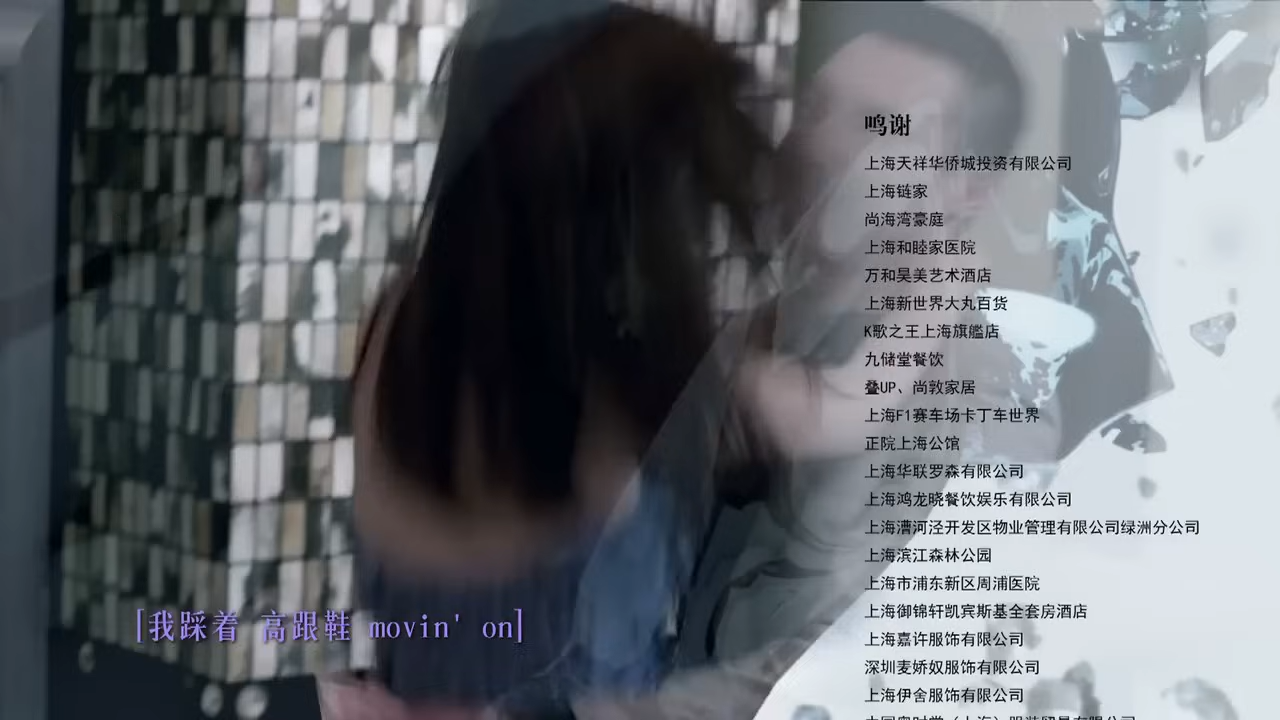 鸣谢
上海天祥华侨城投资有限公司
上海链家
尚海湾豪庭
上海和睦家医院
万和昊美艺术酒店
上海新世界大丸百货
K歌之王上海旗艦店
九储堂餐饮
叠UP、尚敦家居
上海F1赛车场卡丁车世界
正院上海公馆
上海华联罗森有限公司
上海鸿龙晓餐饮娱乐有限公司
上海漕河泾开发区物业管理有限公司绿洲分公司
上海滨江森林公园
上海市浦东新区周浦医院
上海御锦轩凯宾斯基全套房酒店
上海嘉许服饰有限公司
深圳麦娇奴服饰有限公司
上海伊舍服饰有限公司
[我踩着 高跟鞋 movin' on]